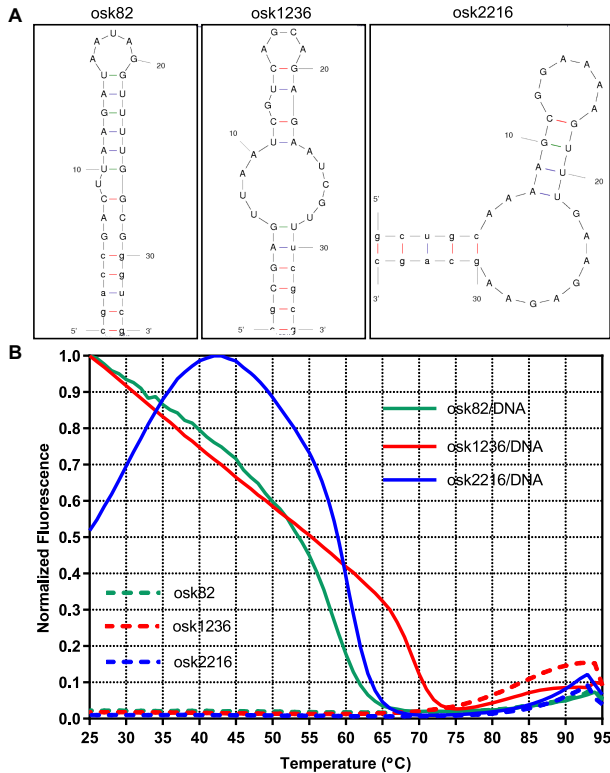 A
osk82
osk1236
osk2216
20
10
30
5'
3'
20
10
30
5'
3'
gcugcAAAAGCGGAAAAGUUGAAGAGAAgcagc
10
20
30
5'
3'
B
Normalized Fluorescence
1.0
0.9
0.8
0.7
0.6
0.5
0.4
0.3
0.2
0.1
0.0
osk82/DNA
osk1236/DNA
osk2216/DNA
osk82
osk1236
osk2216
25 30 35 40 45 50 55 60 65 70 75 80 85 90 95
Temperature (°C)